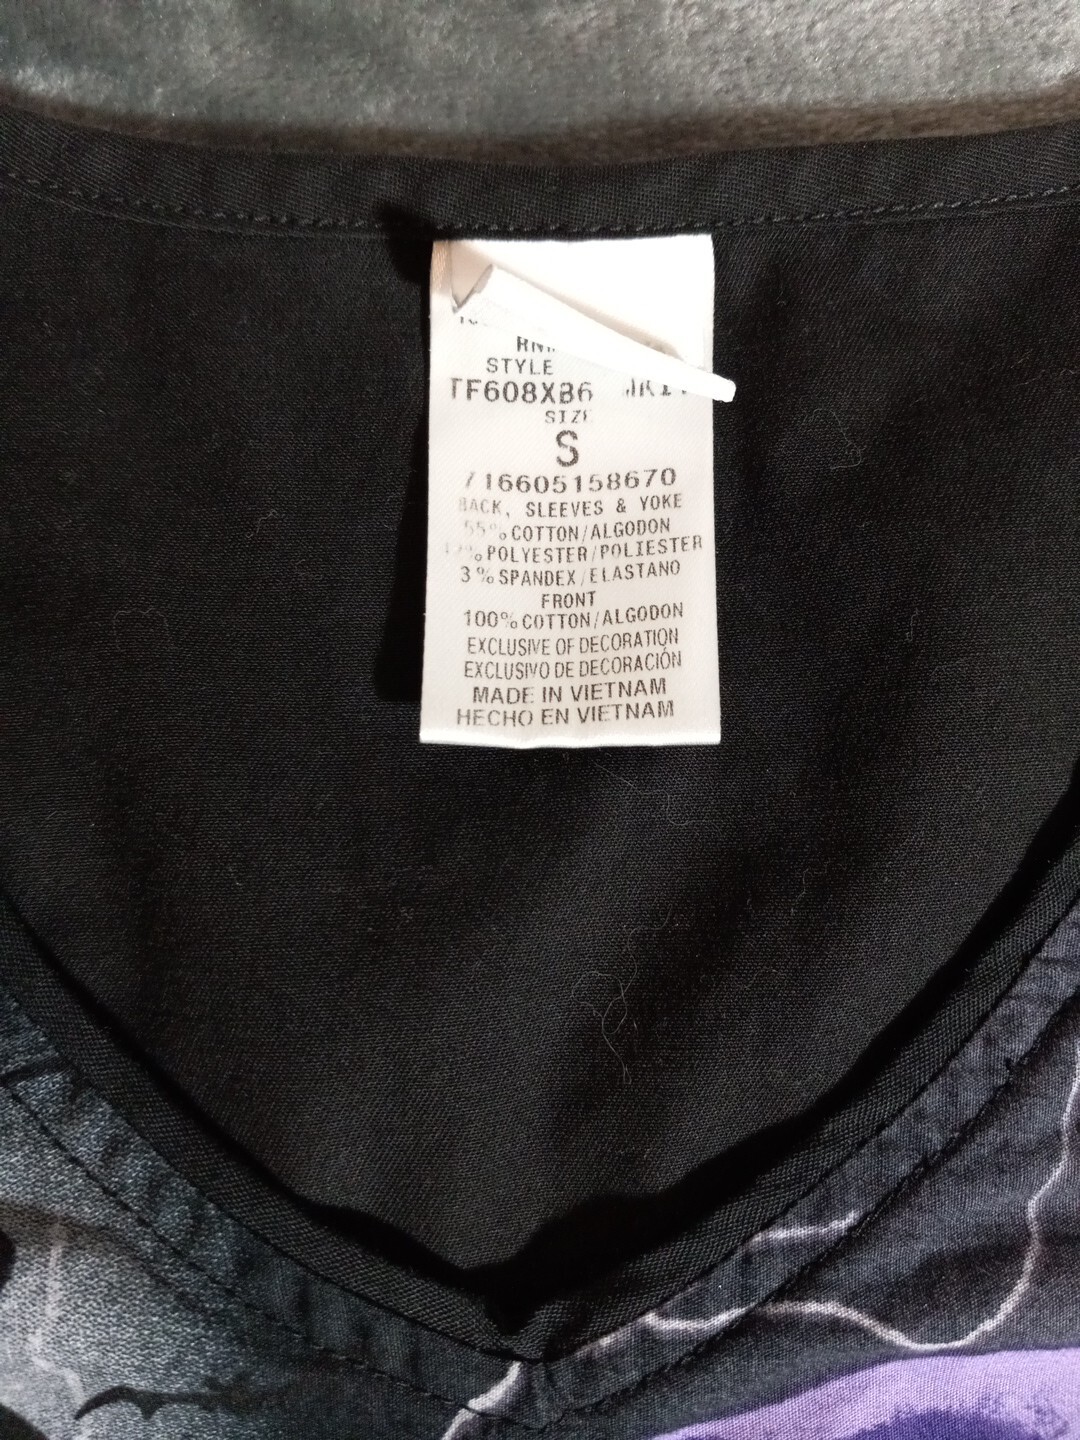 STYLE
TF608XB6
SIZE
S
716605158670
BACK, SLEEVES & YOKE
55% COTTON/ALGODON
POLYESTER/POLIESTER
3% SPANDEX/ELASTANO
FRONT
100% COTTON/ALGODON
EXCLUSIVE OF DECORATION
EXCLUSIVO DE DECORACIÓN
MADE IN VIETNAM
HECHO EN VIETNAM